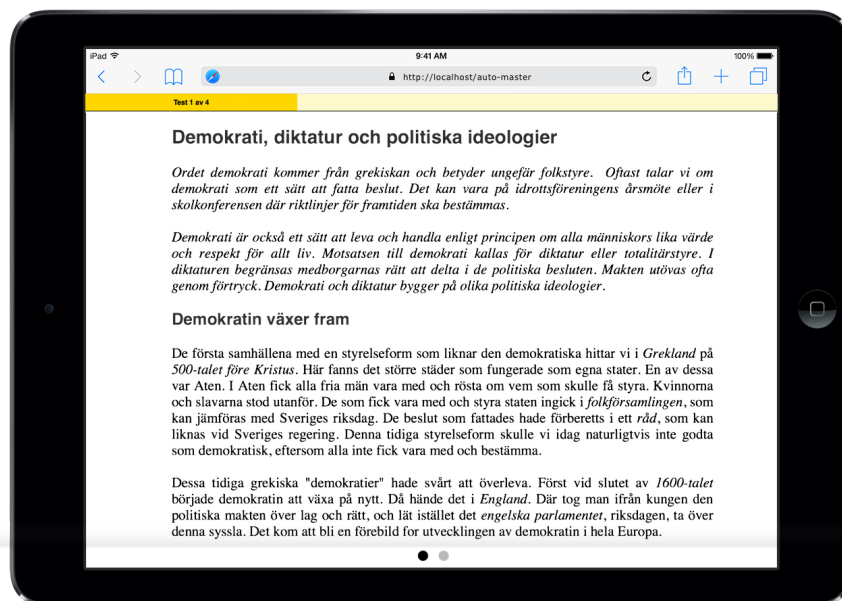 iPad
9:41 AM
100%
http://localhost/auto-master
Test 1 av 4
Demokrati, diktatur och politiska ideologier
Ordet demokrati kommer från grekiskan och betyder ungefär folkstyre. Oftast talar vi om
demokrati som ett sätt att fatta beslut. Det kan vara på idrottsföreningens årsmöte eller i
skolkonferensen där riktlinjer för framtiden ska bestämmas.
Demokrati är också ett sätt att leva och handla enligt principen om alla människors lika värde
och respekt för allt liv. Motsatsen till demokrati kallas för diktatur eller totalitärstyre. I
diktaturen begränsas medborgarnas rätt att delta i de politiska besluten. Makten utövas ofta
genom förtryck. Demokrati och diktatur bygger på olika politiska ideologier.
Demokratin växer fram
De första samhällena med en styrelseform som liknar den demokratiska hittar vi i Grekland på
500-talet före Kristus. Här fanns det större städer som fungerade som egna stater. En av dessa
var Aten. I Aten fick alla fria män vara med och rösta om vem som skulle få styra. Kvinnorna
och slavarna stod utanför. De som fick vara med och styra staten ingick i folkförsamlingen, som
kan jämföras med Sveriges riksdag. De beslut som fattades hade förberetts i ett råd, som kan
liknas vid Sveriges regering. Denna tidiga styrelseform skulle vi idag naturligtvis inte godta
som demokratisk, eftersom alla inte fick vara med och bestämma.
Dessa tidiga grekiska "demokratier" hade svårt att överleva. Först vid slutet av 1600-talet
började demokratin att växa på nytt. Då hände det i England. Där tog man ifrån kungen den
politiska makten över lag och rätt, och lät istället det engelska parlamentet, riksdagen, ta över
denna syssla. Det kom att bli en förebild for utvecklingen av demokratin i hela Europa.